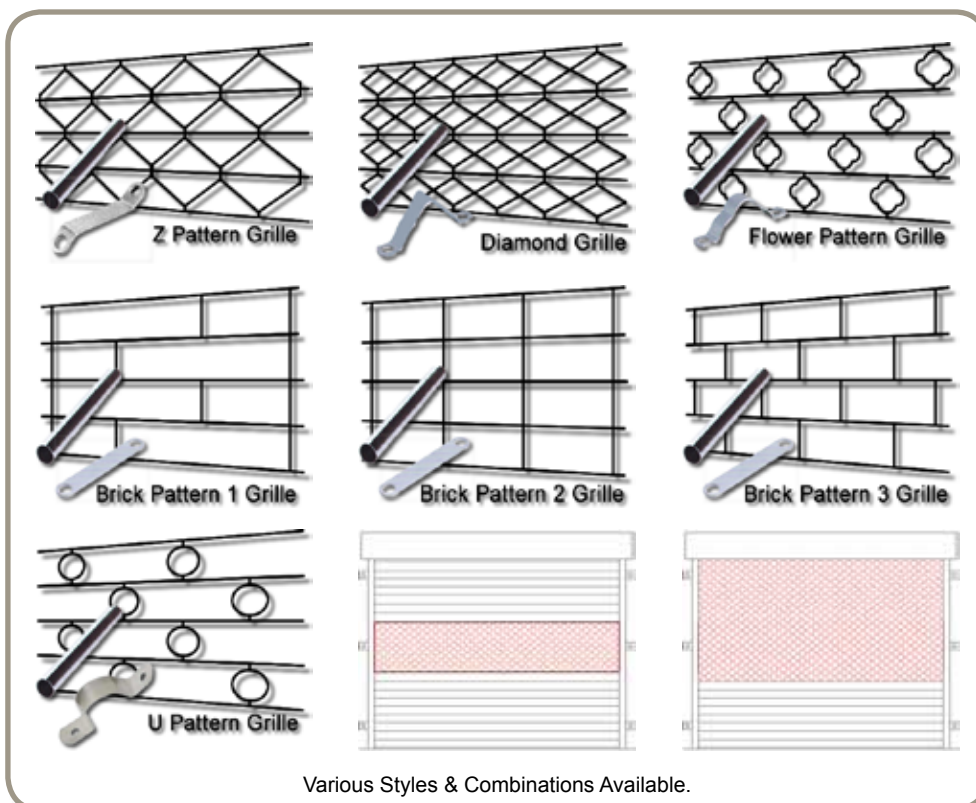 Z Pattern Grille
Diamond Grille
Flower Pattern Grille
Brick Pattern 1 Grille
Brick Pattern 2 Grille
Brick Pattern 3 Grille
U Pattern Grille
Various Styles & Combinations Available.